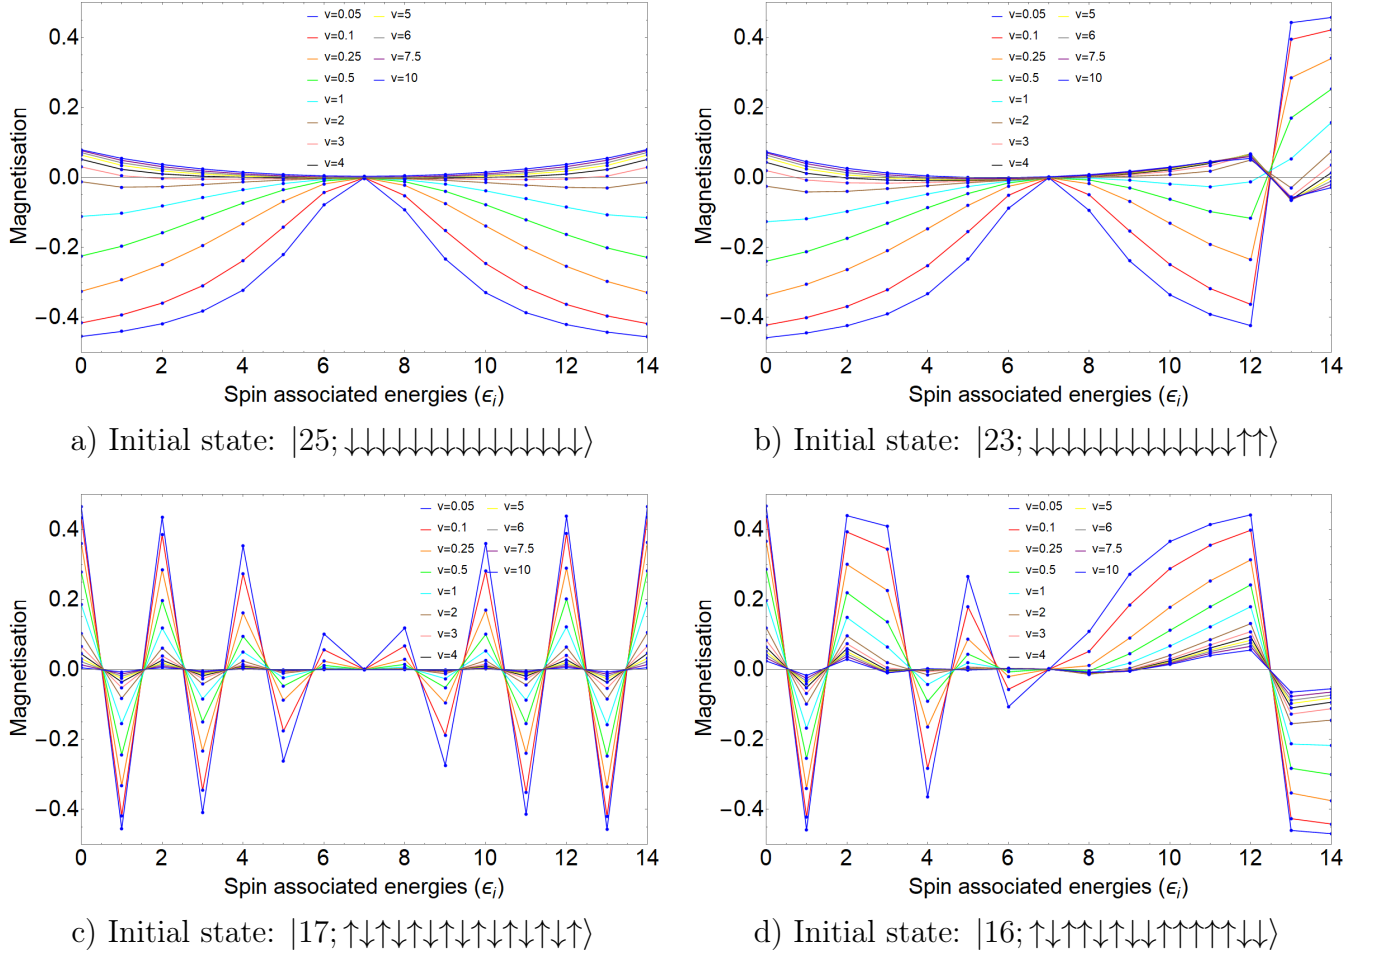 0.4
0.2
0.0
−0.2
−0.4
Magnetisation
v=0.05
v=0.1
v=0.25
v=0.5
v=1
v=2
v=3
v=4
v=5
v=6
v=7.5
v=10
0 2 4 6 8 10 12 14
Spin associated energies (ϵᵢ)
a) Initial state: |25; ↓↓↓↓↓↓↓↓↓↓↓↓↓↓↓⟩
0.4
0.2
0.0
−0.2
−0.4
Magnetisation
v=0.05
v=0.1
v=0.25
v=0.5
v=1
v=2
v=3
v=4
v=5
v=6
v=7.5
v=10
0 2 4 6 8 10 12 14
Spin associated energies (ϵᵢ)
b) Initial state: |23; ↓↓↓↓↓↓↓↓↓↓↓↓↓↑↑⟩
0.4
0.2
0.0
−0.2
−0.4
Magnetisation
v=0.05
v=0.1
v=0.25
v=0.5
v=1
v=2
v=3
v=4
v=5
v=6
v=7.5
v=10
0 2 4 6 8 10 12 14
Spin associated energies (ϵᵢ)
c) Initial state: |17; ↑↓↑↓↑↓↑↓↑↓↑↓↑↓↑⟩
0.4
0.2
0.0
−0.2
−0.4
Magnetisation
v=0.05
v=0.1
v=0.25
v=0.5
v=1
v=2
v=3
v=4
v=5
v=6
v=7.5
v=10
0 2 4 6 8 10 12 14
Spin associated energies (ϵᵢ)
d) Initial state: |16; ↑↓↑↑↓↑↓↓↑↑↑↑↑↓↓⟩